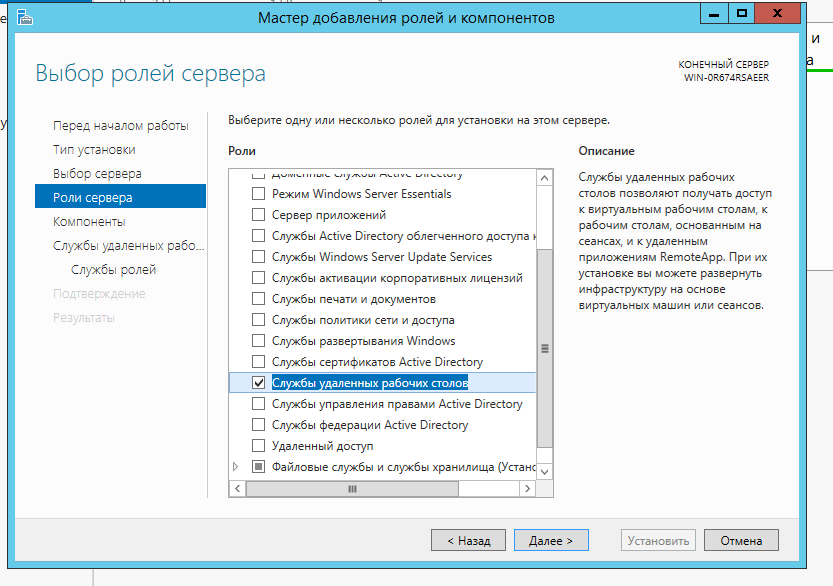 Мастер добавления ролей и компонентов
Выбор ролей сервера
КОНЕЧНЫЙ СЕРВЕР
WIN-0R674RSAEER
Перед началом работы
Тип установки
Выбор сервера
Роли сервера
Компоненты
Службы удаленных рабо...
Службы ролей
Подтверждение
Результаты
Выберите одну или несколько ролей для установки на этом сервере.
Роли
Доменные службы Active Directory
Режим Windows Server Essentials
Сервер приложений
Службы Active Directory облегченного доступа к
Службы Windows Server Update Services
Службы активации корпоративных лицензий
Службы печати и документов
Службы политики сети и доступа
Службы развертывания Windows
Службы сертификатов Active Directory
Службы удаленных рабочих столов
Службы управления правами Active Directory
Службы федерации Active Directory
Удаленный доступ
Файловые службы и службы хранилища (Устано
Описание
Службы удаленных рабочих
столов позволяют получать доступ
к виртуальным рабочим столам, к
рабочим столам, основанным на
сеансах, и к удаленным
приложениям RemoteApp. При их
установке вы можете развернуть
инфраструктуру на основе
виртуальных машин или сеансов.
< Назад
Далее >
Установить
Отмена
и
а